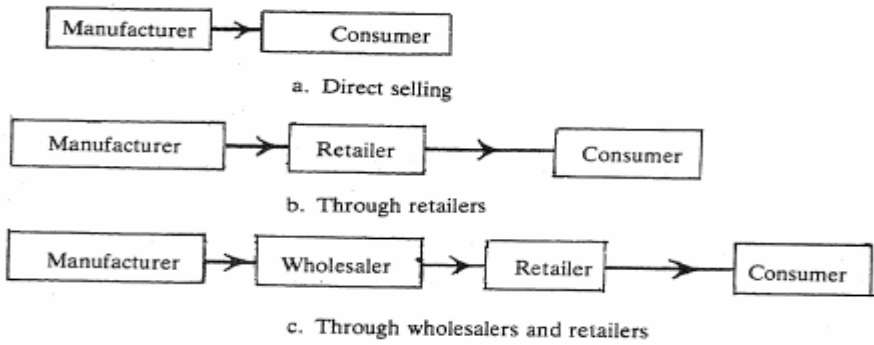 Manufacturer Consumer
a. Direct selling
Manufacturer Retailer Consumer
b. Through retailers
Manufacturer Wholesaler Retailer Consumer
c. Through wholesalers and retailers